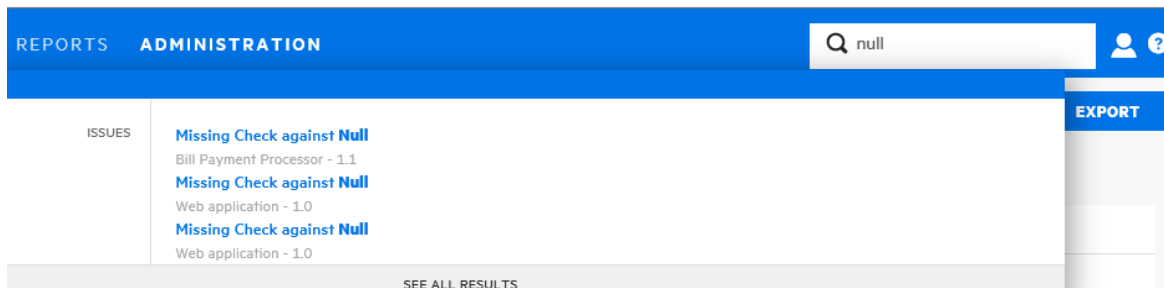 REPORTS ADMINISTRATION null ?
EXPORT
ISSUES Missing Check against Null
Bill Payment Processor - 1.1
Missing Check against Null
Web application - 1.0
Missing Check against Null
Web application - 1.0
SEE ALL RESULTS